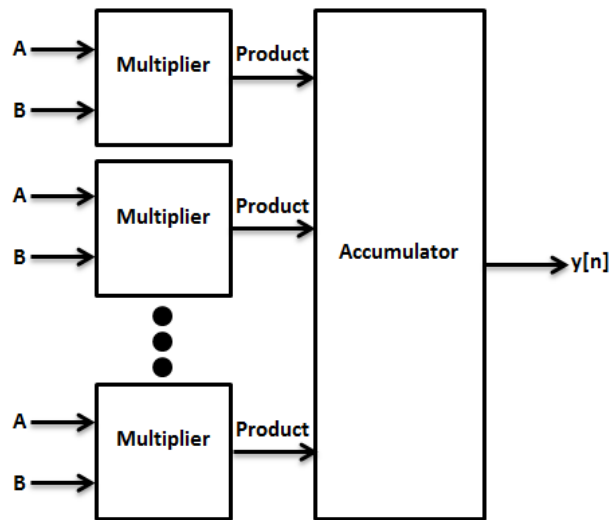 A
B
Multiplier
Product
A
B
Multiplier
Product
A
B
Multiplier
Product
Accumulator
y[n]